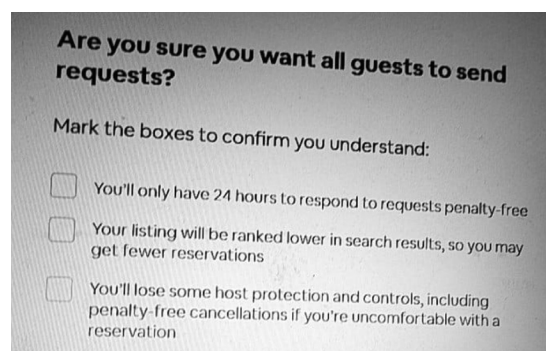 Are you sure you want all guests to send
requests?
Mark the boxes to confirm you understand:
You'll only have 24 hours to respond to requests penalty-free
Your listing will be ranked lower in search results, so you may
get fewer reservations
You'll lose some host protection and controls, including
penalty-free cancellations if you're uncomfortable with a
reservation